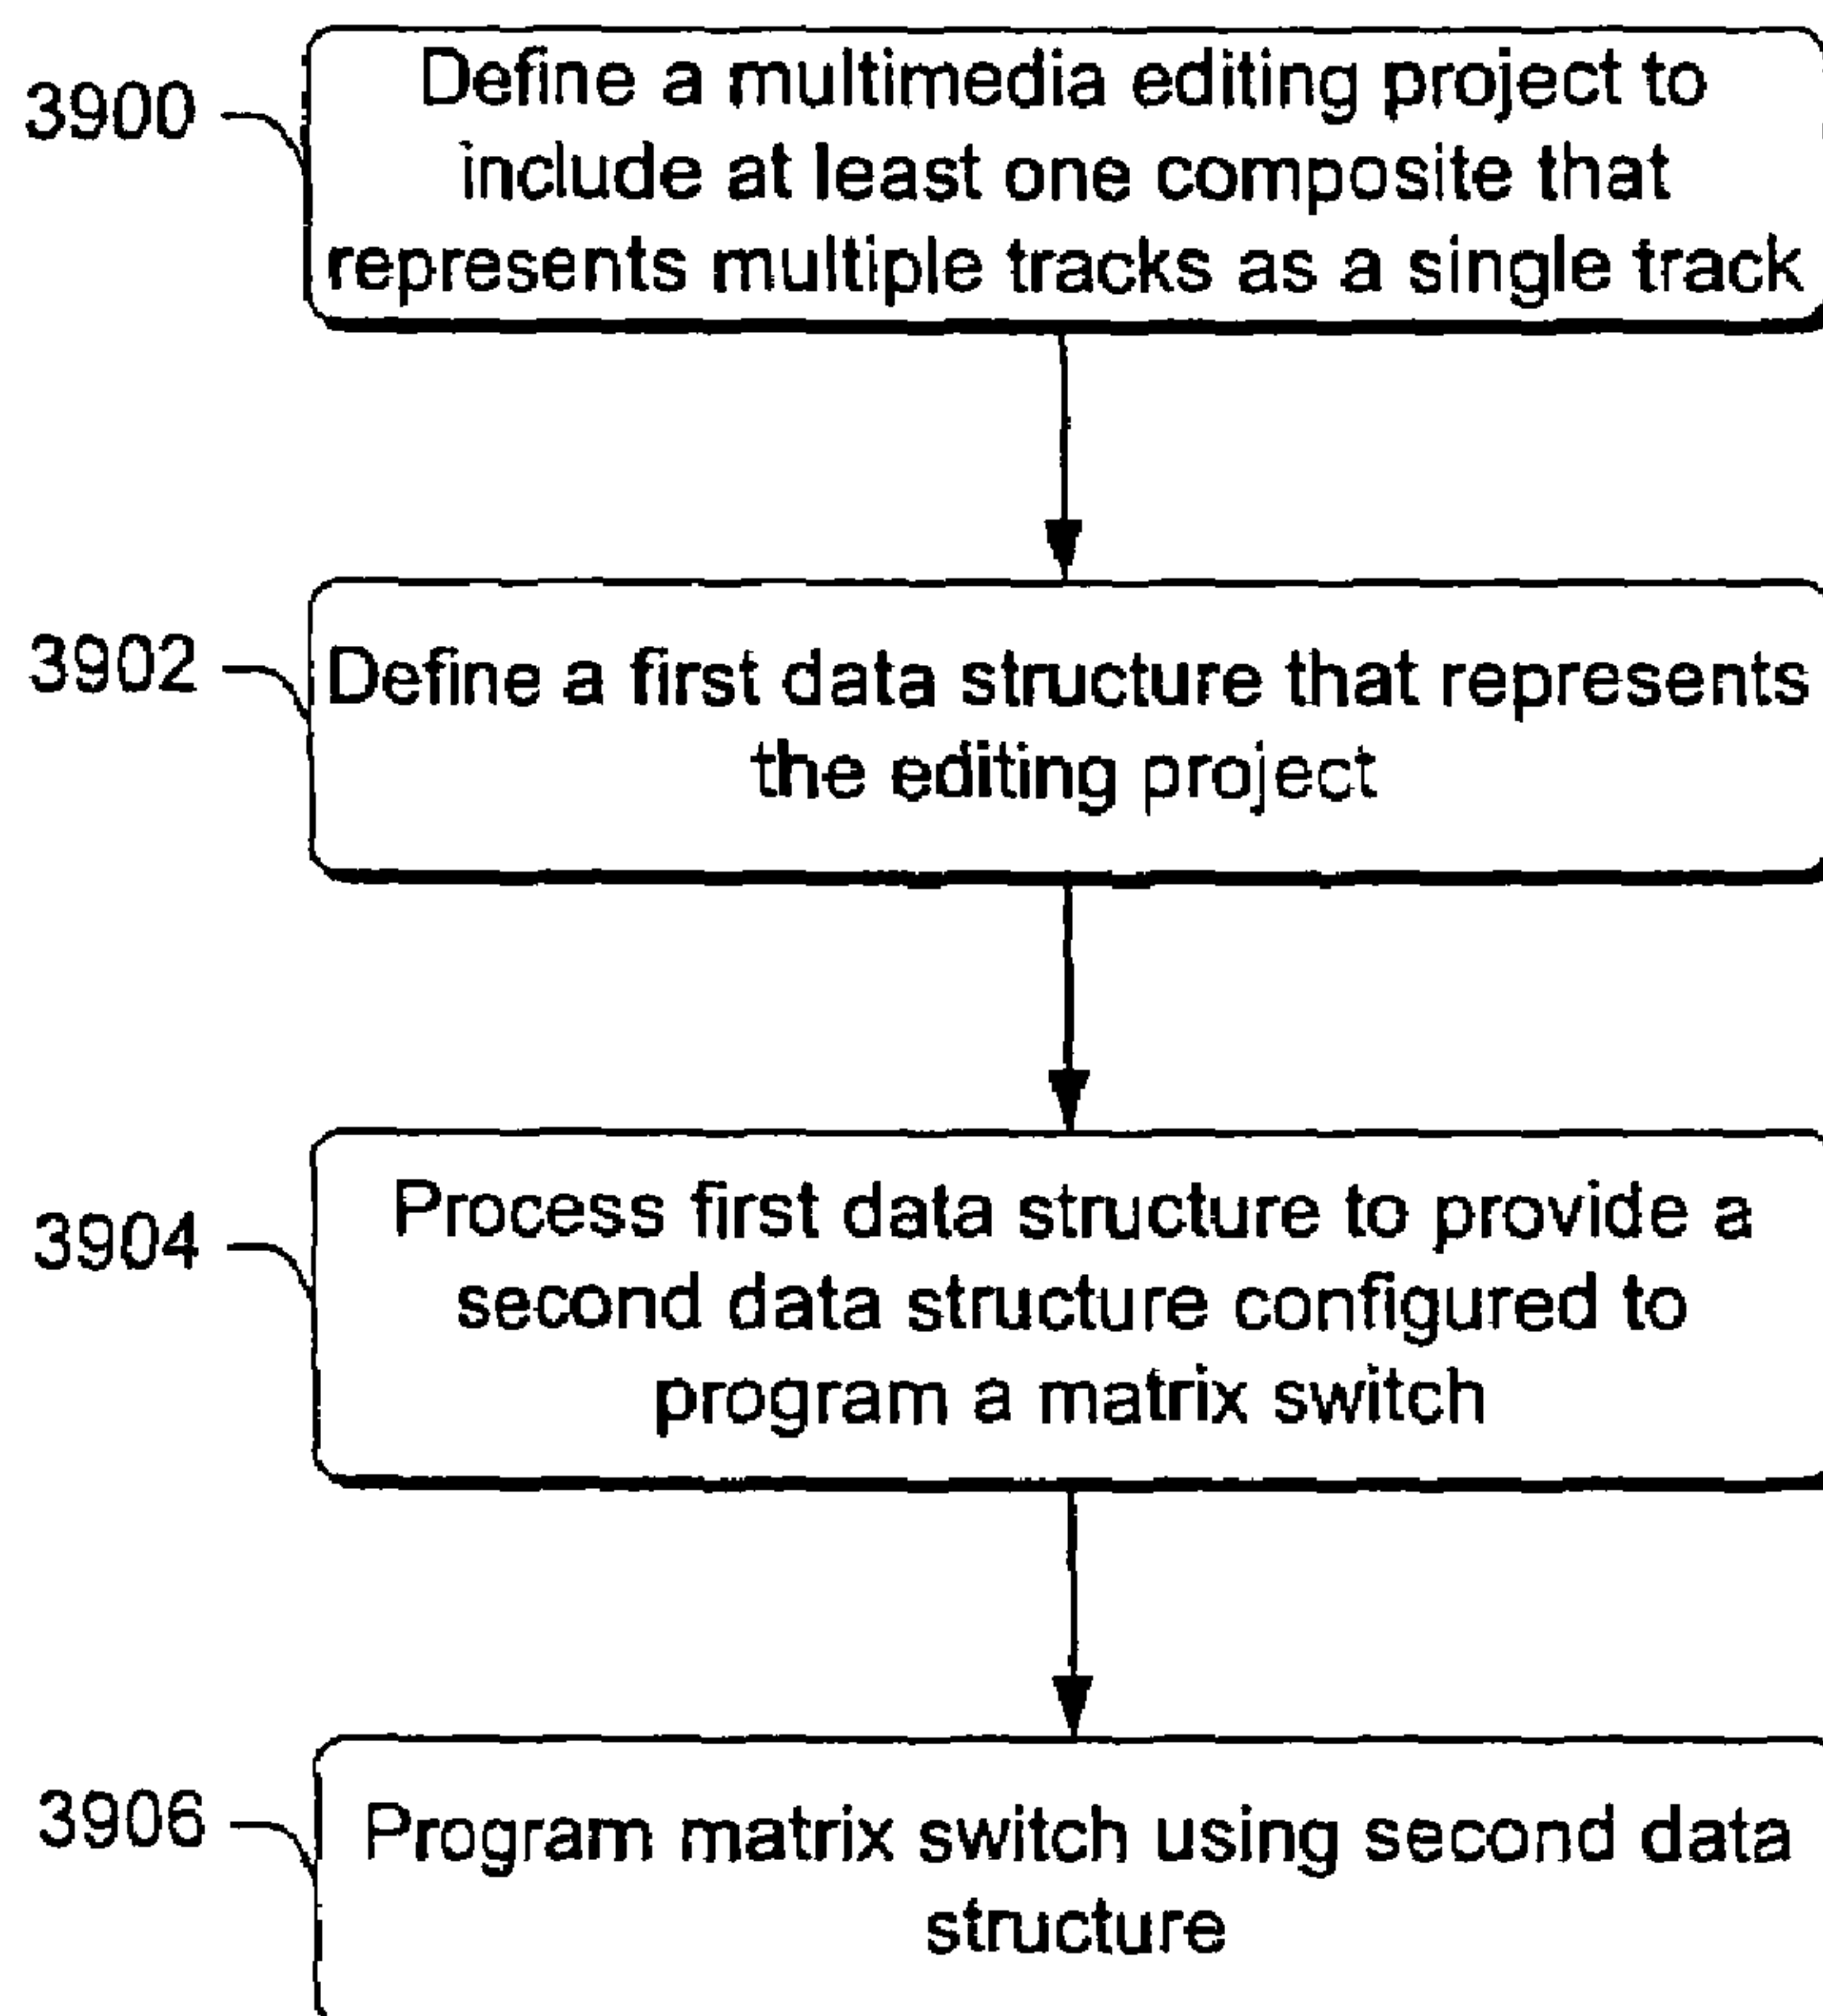 3900
Define a multimedia editing project to
include at least one composite that
represents multiple tracks as a single track
3902
Define a first data structure that represents
the editing project
3904
Process first data structure to provide a
second data structure configured to
program a matrix switch
3906
Program matrix switch using second data
structure